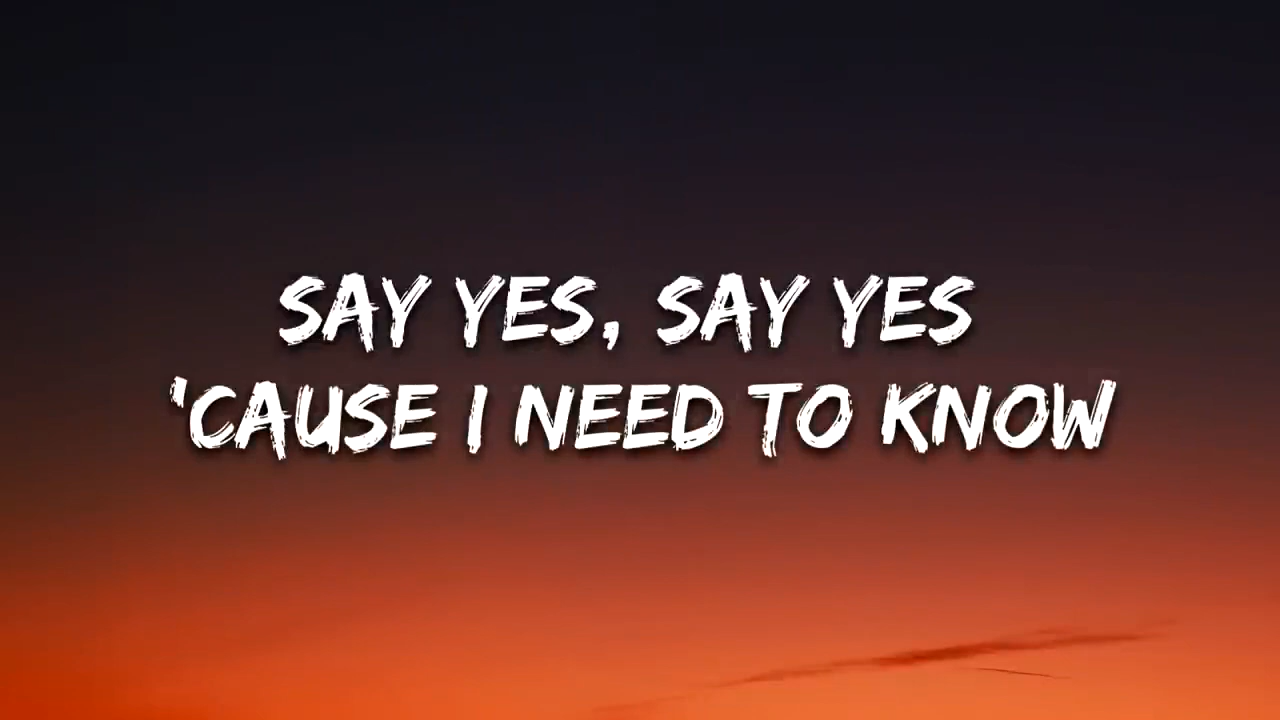 SAY YES, SAY YES
'CAUSE I NEED TO KNOW